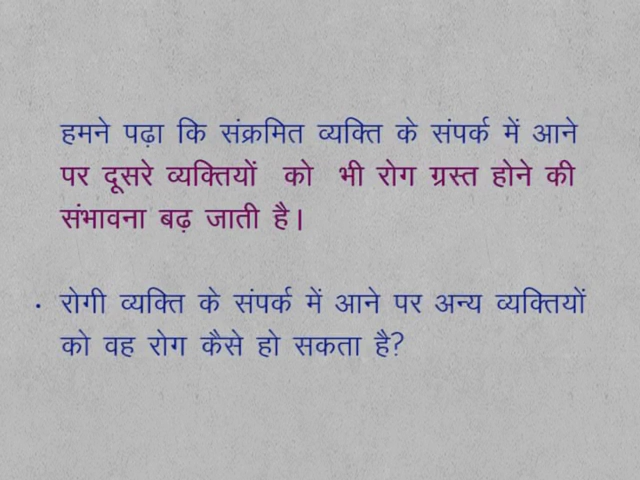 हमने पढ़ा कि संक्रमित व्यक्ति के संपर्क में आने
पर दूसरे व्यक्तियों को भी रोग ग्रस्त होने की
संभावना बढ़ जाती है।
• रोगी व्यक्ति के संपर्क में आने पर अन्य व्यक्तियों
को वह रोग कैसे हो सकता है?